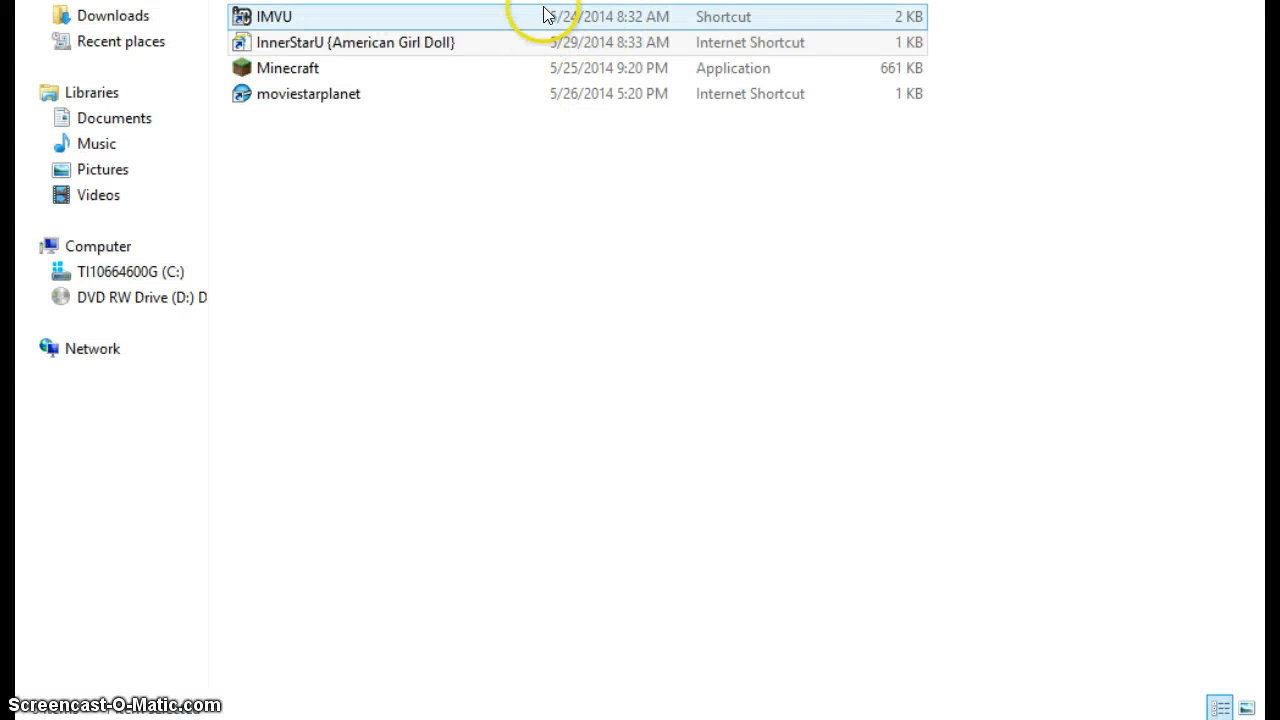 Downloads
Recent places
Libraries
Documents
Music
Pictures
Videos
Computer
TI10664600G (C:)
DVD RW Drive (D:) D
Network
IMVU 5/24/2014 8:32 AM Shortcut 2 KB
InnerStarU {American Girl Doll} 5/29/2014 8:33 AM Internet Shortcut 1 KB
Minecraft 5/25/2014 9:20 PM Application 661 KB
moviestarplanet 5/26/2014 5:20 PM Internet Shortcut 1 KB
Screencast-O-Matic.com